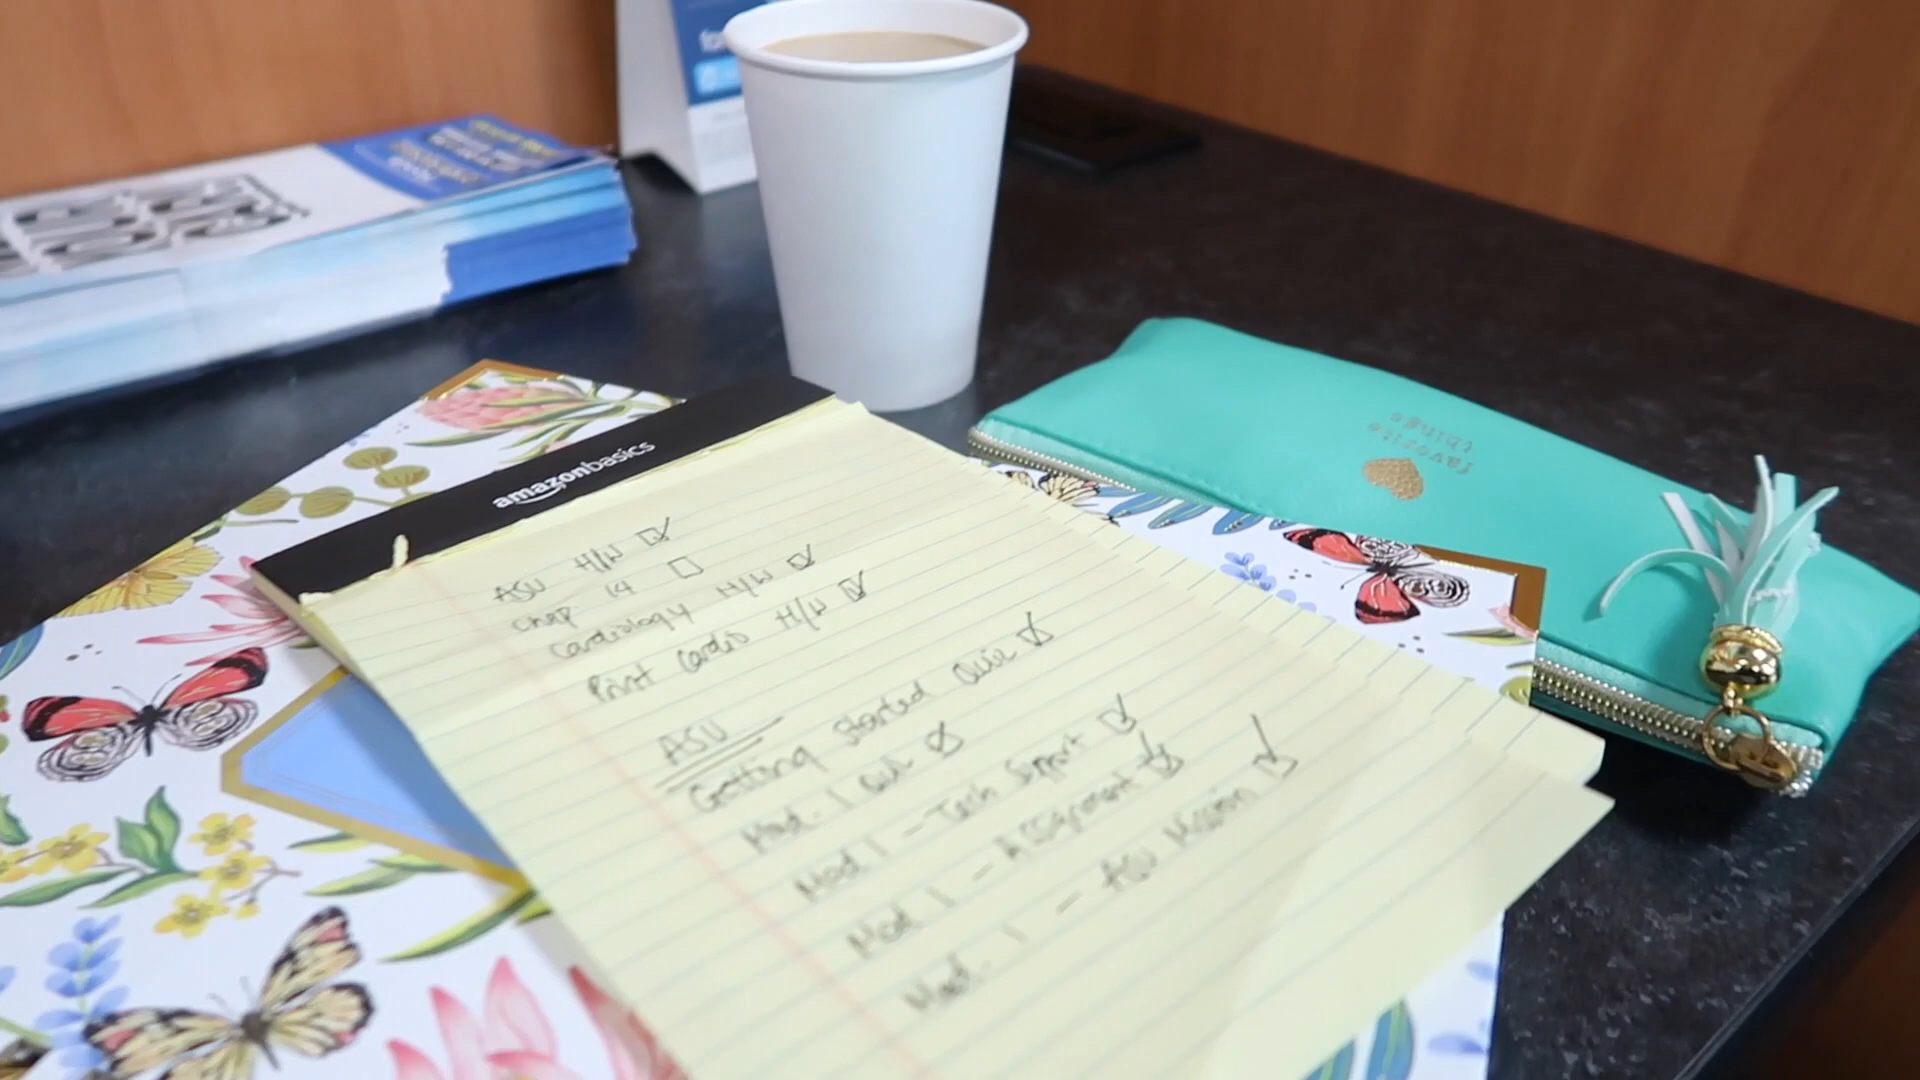 amazonbasics
ASU H/W
Chap 14
Cardiology H/W
Print Cardio H/W
ASU
Getting Started Quiz
Mod. 1 Quiz
Mod 1 - Tech Support
Mod 1 - Assignment
Mod. 1 - ASU Mission
favorite
things